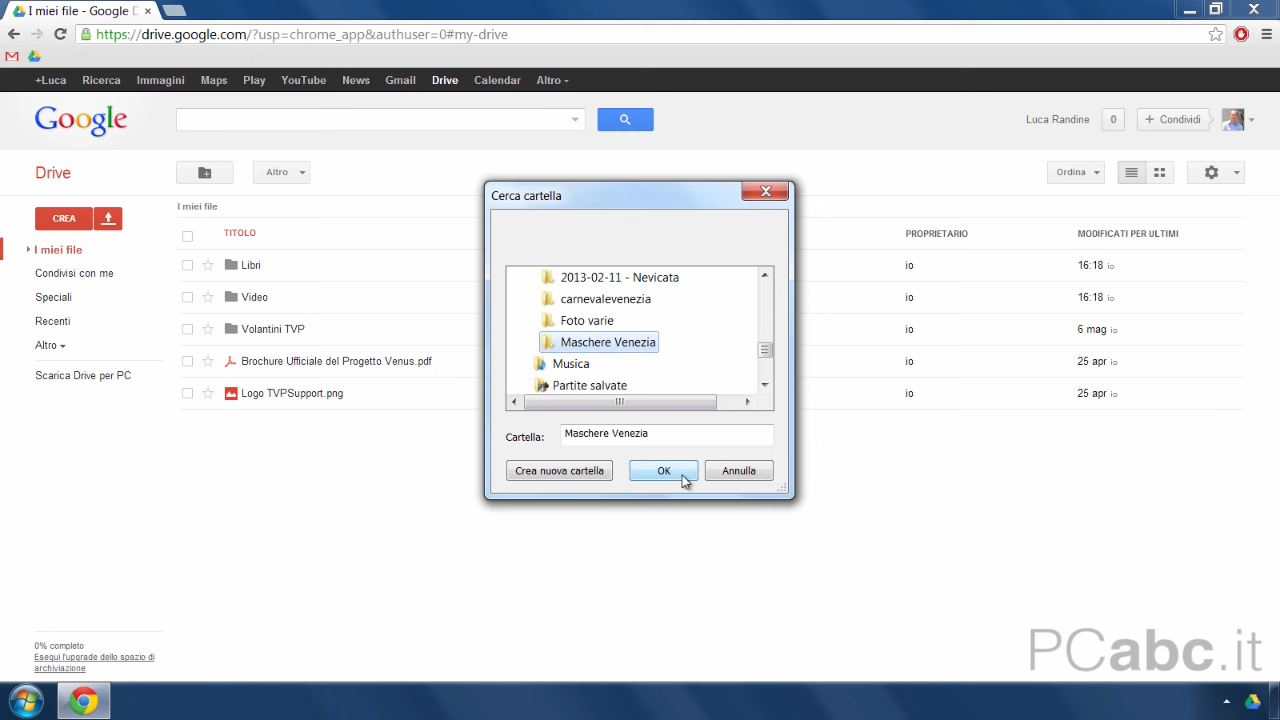 I miei file - Google D
https://drive.google.com/?usp=chrome_app&authuser=0#my-drive
+Luca Ricerca Immagini Maps Play YouTube News Gmail Drive Calendar Altro
Google
Luca Randine 0 + Condividi
Drive
Altro
Ordina
CREA
I miei file
Condivisi con me
Speciali
Recenti
Altro
Scarica Drive per PC
I miei file
TITOLO PROPRIETARIO MODIFICATI PER ULTIMI
Libri io 16:18 io
Video io 16:18 io
Volantini TVP io 6 mag io
Brochure Ufficiale del Progetto Venus.pdf io 25 apr io
Logo TVPSupport.png io 25 apr io
Cerca cartella
2013-02-11 - Nevicata
carnevalevenezia
Foto varie
Maschere Venezia
Musica
Partite salvate
Cartella: Maschere Venezia
Crea nuova cartella OK Annulla
0% completo
Esegui l'upgrade dello spazio di
archiviazione
PCabc.it